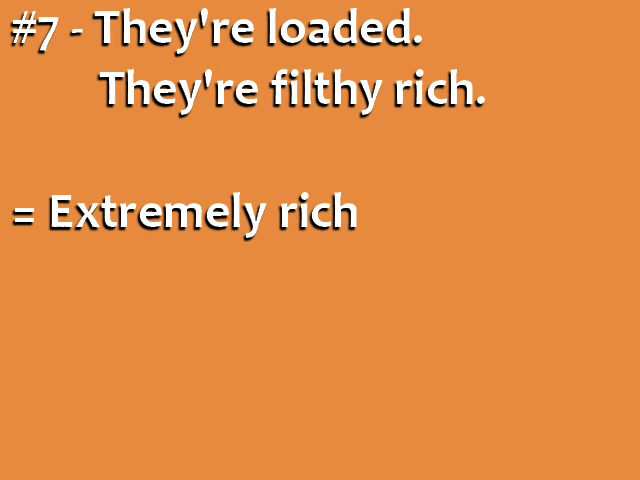 #7 - They're loaded.
They're filthy rich.
= Extremely rich